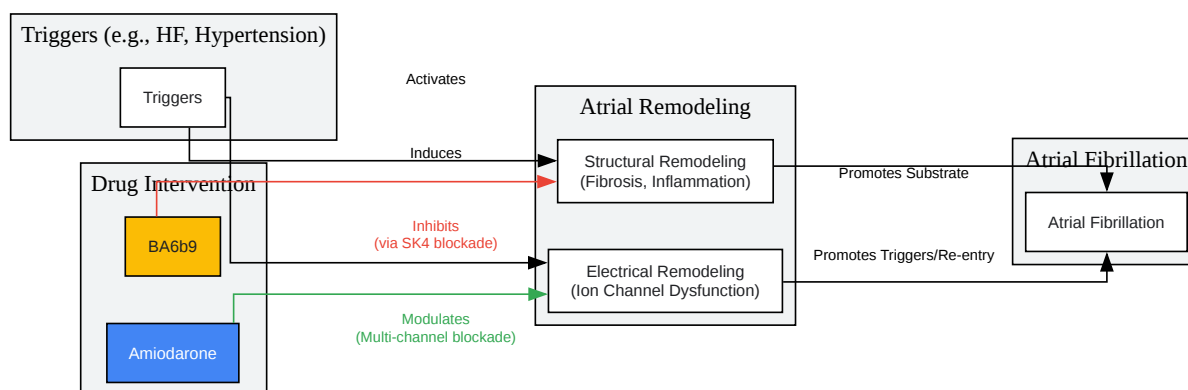 Triggers (e.g., HF, Hypertension)
Triggers
Activates
Atrial Remodeling
Induces
Structural Remodeling
(Fibrosis, Inflammation)
Promotes Substrate
Atrial Fibrillation
Atrial Fibrillation
Drug Intervention
BA6b9
Inhibits
(via SK4 blockade)
Electrical Remodeling
(Ion Channel Dysfunction)
Promotes Triggers/Re-entry
Modulates
(Multi-channel blockade)
Amiodarone